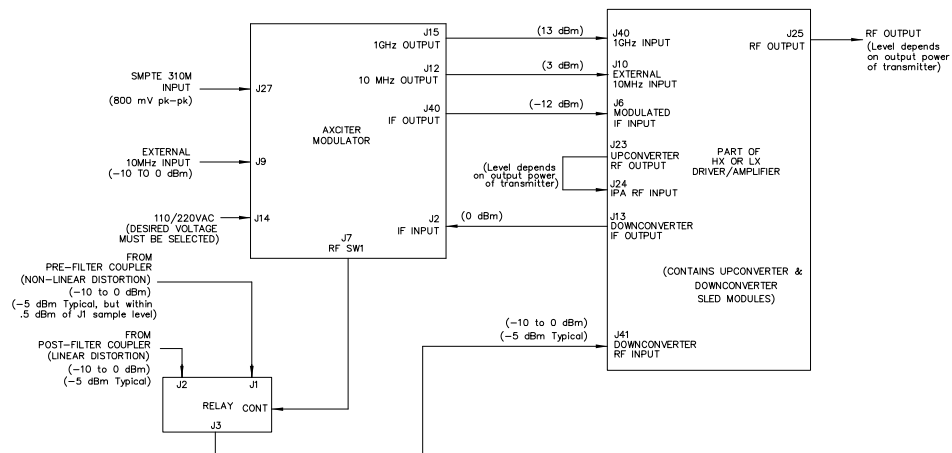 J15
1GHz OUTPUT
J12
10 MHz OUTPUT
J40
IF OUTPUT
AXCITER
MODULATOR
J27
J9
J14
J2
IF INPUT
J7
RF SW1
SMPTE 310M
INPUT
(800 mV pk-pk)
EXTERNAL
10MHz INPUT
(-10 TO 0 dBm)
110/220VAC
(DESIRED VOLTAGE
MUST BE SELECTED)
(13 dBm)
(3 dBm)
(-12 dBm)
(Level depends
on output power
of transmitter)
(0 dBm)
J40
1GHz INPUT
J10
EXTERNAL
10MHz INPUT
J6
MODULATED
IF INPUT
J23
UPCONVERTER
RF OUTPUT
J24
IPA RF INPUT
J13
DOWNCONVERTER
IF OUTPUT
J25
RF OUTPUT
PART OF
HX OR LX
DRIVER/AMPLIFIER
(CONTAINS UPCONVERTER &
DOWNCONVERTER
SLED MODULES)
J41
DOWNCONVERTER
RF INPUT
RF OUTPUT
(Level depends
on output power
of transmitter)
FROM
PRE-FILTER COUPLER
(NON-LINEAR DISTORTION)
(-10 to 0 dBm)
(-5 dBm Typical, but within
.5 dBm of J1 sample level)
FROM
POST-FILTER COUPLER
(LINEAR DISTORTION)
(-10 to 0 dBm)
(-5 dBm Typical)
(-10 to 0 dBm)
(-5 dBm Typical)
J2
J1
RELAY
CONT
J3